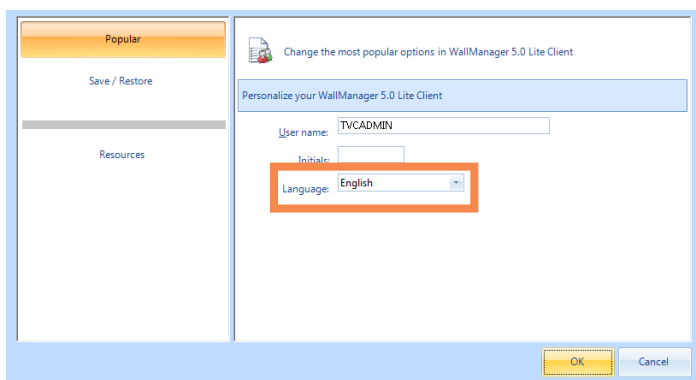 Popular
Save / Restore
Resources
Change the most popular options in WallManager 5.0 Lite Client
Personalize your WallManager 5.0 Lite Client
User name: TVCADMIN
Initials:
Language: English
OK Cancel